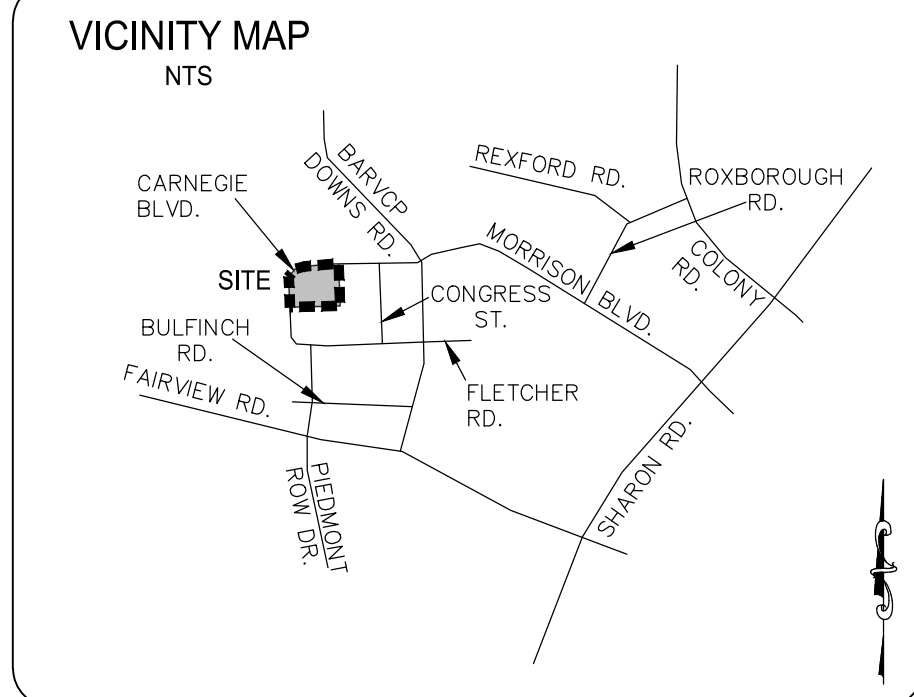 VICINITY MAP
NTS
BARVCP
DOWNS RD.
REXFORD RD.
ROXBOROUGH
RD.
CARNEGIE
BLVD.
MORRISON BLVD.
COLONY
RD.
SITE
CONGRESS
ST.
BULFINCH
RD.
FAIRVIEW RD.
FLETCHER
RD.
SHARON RD.
PIEDMONT
ROW DR.